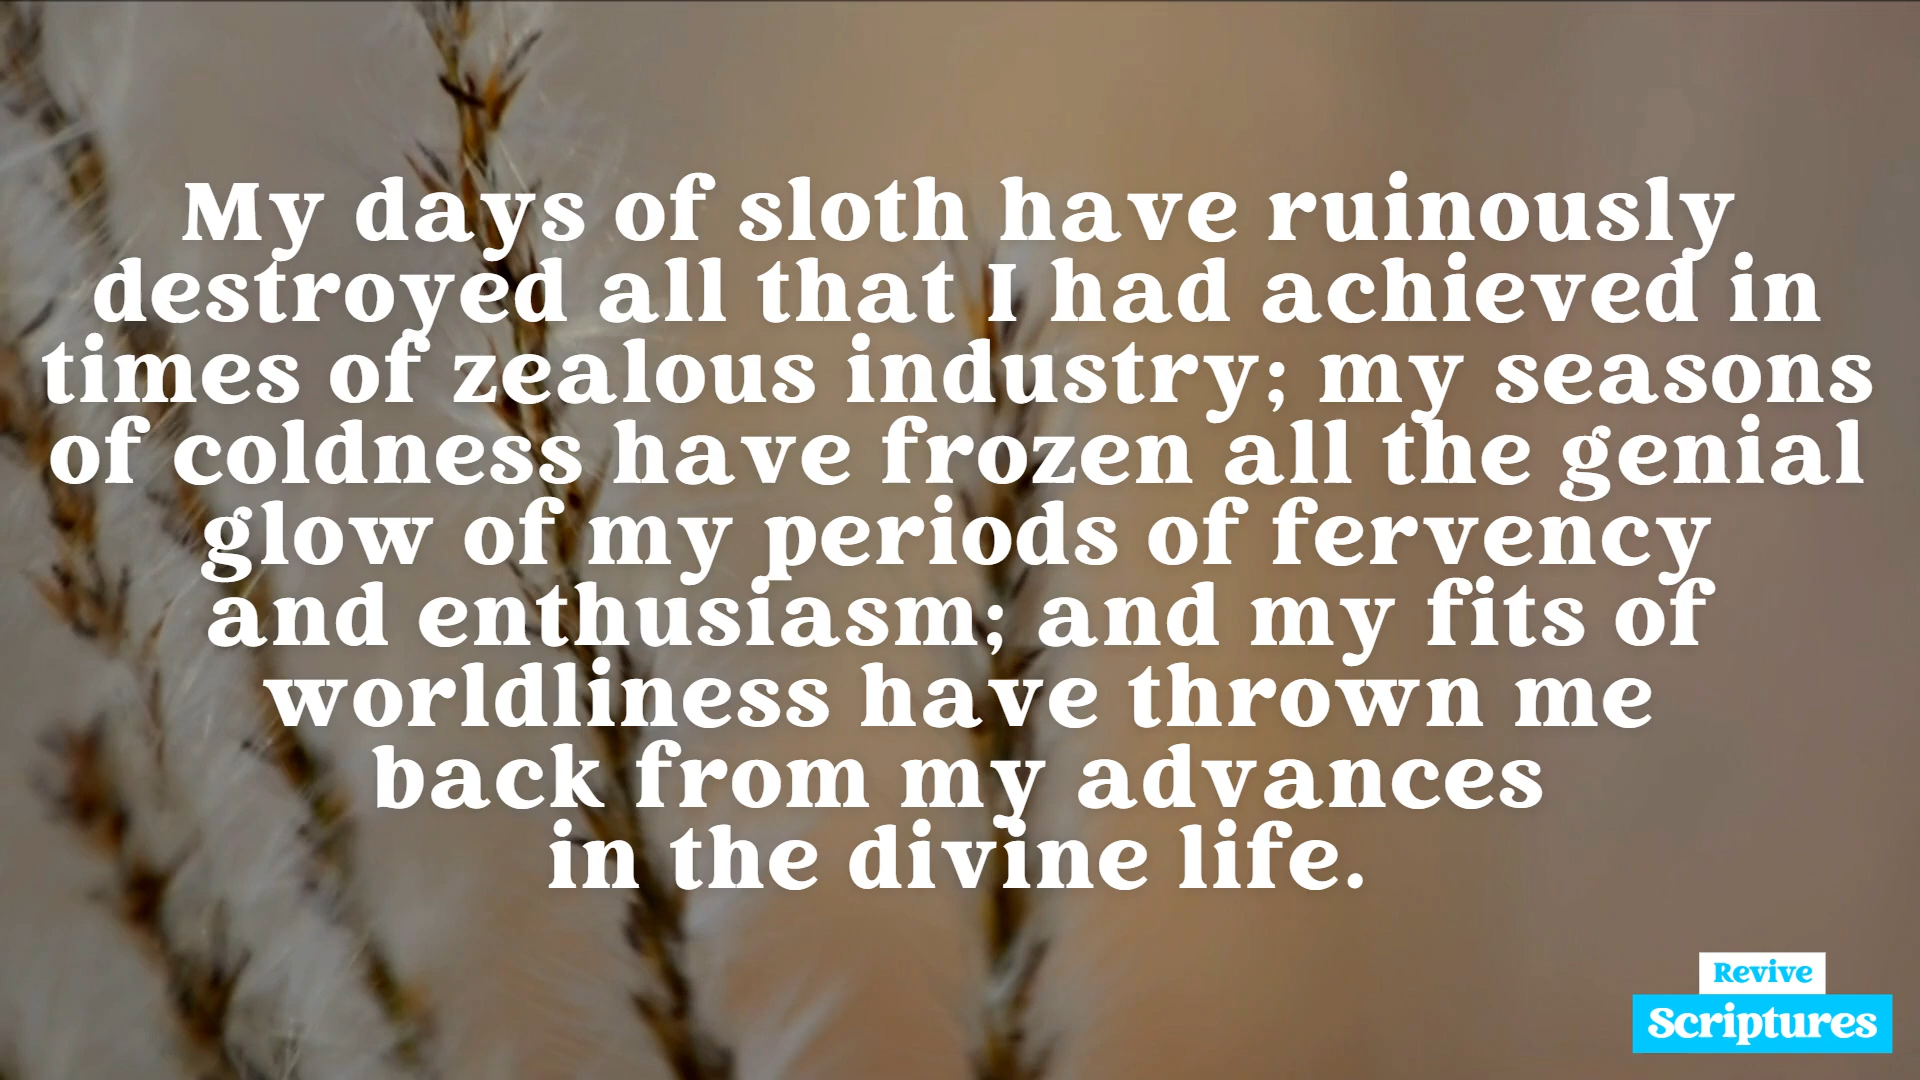 My days of sloth have ruinously
destroyed all that I had achieved in
times of zealous industry; my seasons
of coldness have frozen all the genial
glow of my periods of fervency
and enthusiasm; and my fits of
worldliness have thrown me
back from my advances
in the divine life.
Revive
Scriptures